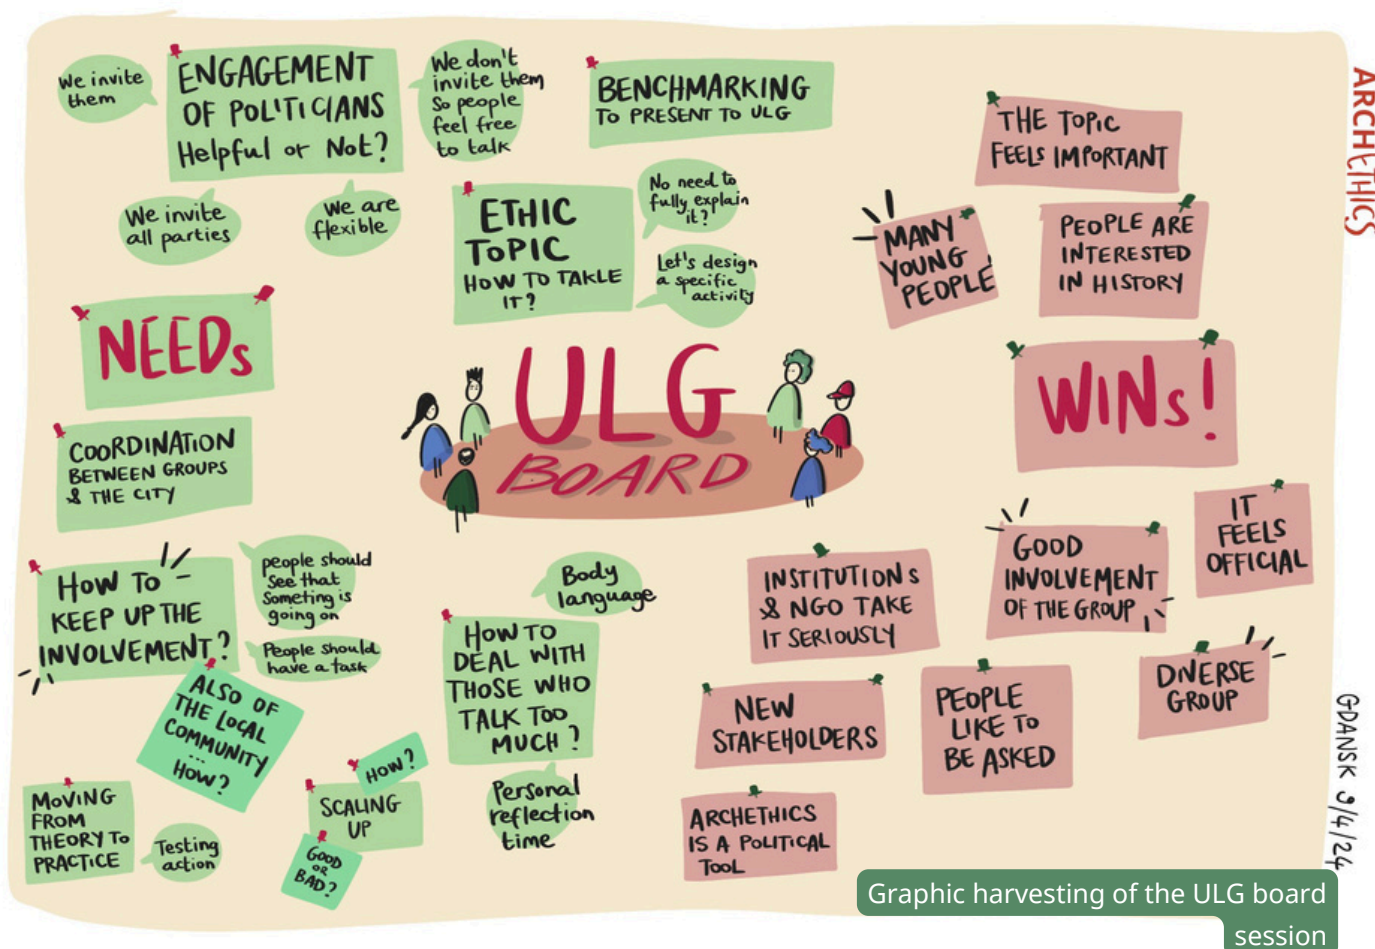 We invite
them
ENGAGEMENT
OF POLITICIANS
Helpful or Not?
We don't
invite them
So people
feel free
to talk
We invite
all parties
We are
flexible
BENCHMARKING
TO PRESENT TO ULG
ETHIC
TOPIC
HOW TO TAKLE
IT?
No need to
fully explain
it?
Let's design
a specific
activity
THE TOPIC
FEELS IMPORTANT
MANY
YOUNG
PEOPLE
PEOPLE ARE
INTERESTED
IN HISTORY
ARCHETHICS
NEEDs
ULG
BOARD
WINs!
COORDINATION
BETWEEN GROUPS
& THE CITY
HOW TO
KEEP UP THE
INVOLVEMENT?
people should
see that
someting is
going on
People should
have a task
ALSO OF
THE LOCAL
COMMUNITY
...
HOW?
MOVING
FROM
THEORY TO
PRACTICE
Testing
action
HOW?
SCALING
UP
GOOD
OR
BAD?
Body
language
HOW TO
DEAL WITH
THOSE WHO
TALK TOO
MUCH?
Personal
reflection
time
INSTITUTIONs
& NGO TAKE
IT SERIOUSLY
GOOD
INVOLVEMENT
OF THE GROUP
IT
FEELS
OFFICIAL
NEW
STAKEHOLDERS
PEOPLE
LIKE TO
BE ASKED
DIVERSE
GROUP
ARCHETHICS
IS A POLITICAL
TOOL
GDANSK 9/4/24
Graphic harvesting of the ULG board
session